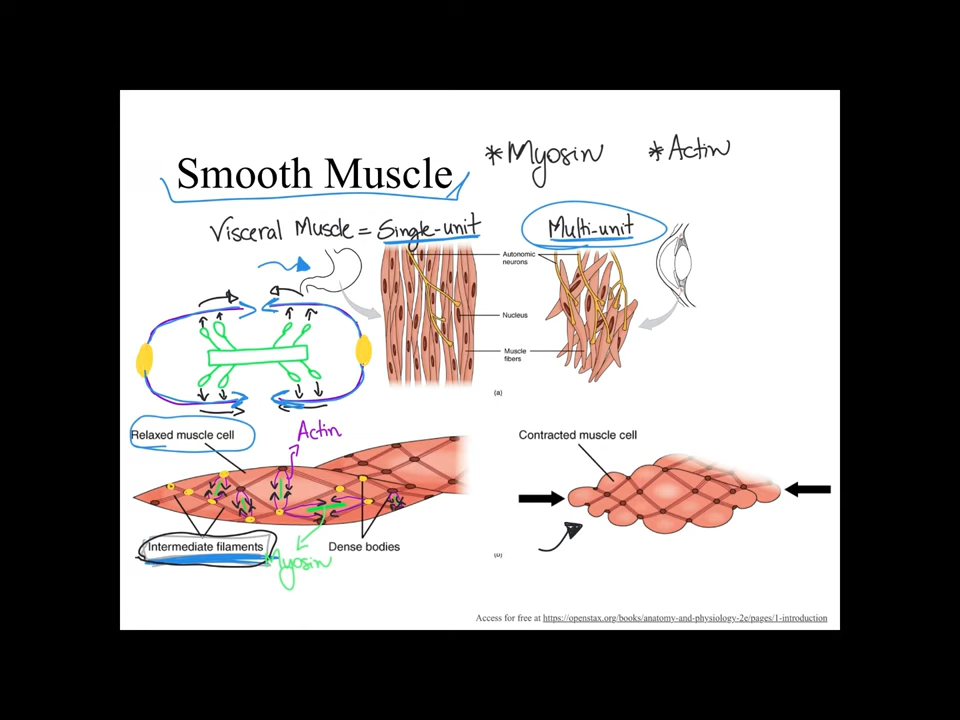 Smooth Muscle
*Myosin *Actin
Visceral Muscle = Single-unit
Multi-unit
Autonomic
neurons
Nucleus
Muscle
fibers
(a)
Relaxed muscle cell
Actin
Contracted muscle cell
Intermediate filaments
Dense bodies
Myosin
(b)
Access for free at https://openstax.org/books/anatomy-and-physiology-2e/pages/1-introduction